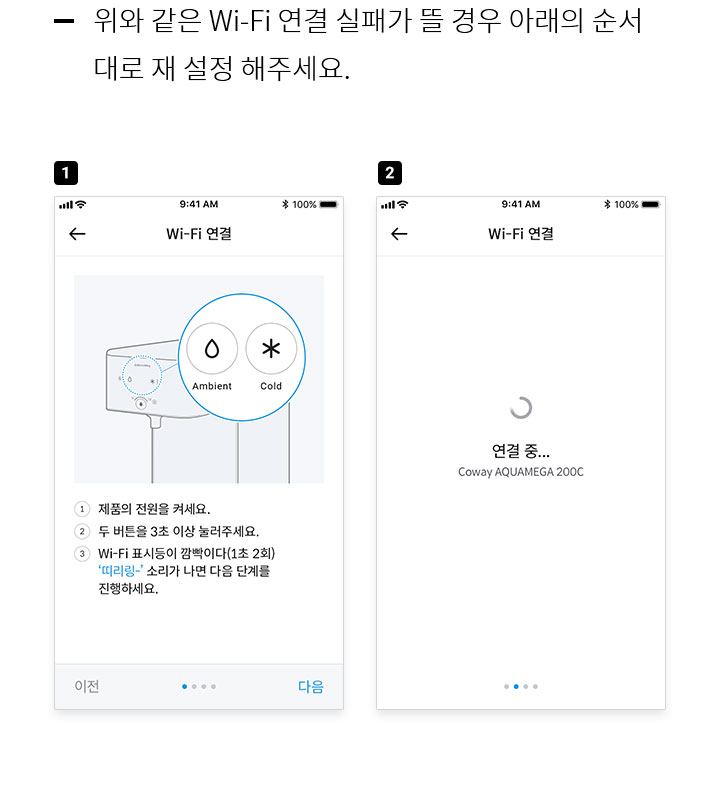 위와 같은 Wi-Fi 연결 실패가 뜰 경우 아래의 순서
대로 재 설정 해주세요.
1
9:41 AM
100%
Wi-Fi 연결
Ambient
Cold
1 제품의 전원을 켜세요.
2 두 버튼을 3초 이상 눌러주세요.
3 Wi-Fi 표시등이 깜빡이다(1초 2회)
‘띠리링-’ 소리가 나면 다음 단계를
진행하세요.
이전
다음
2
9:41 AM
100%
Wi-Fi 연결
연결 중...
Coway AQUAMEGA 200C